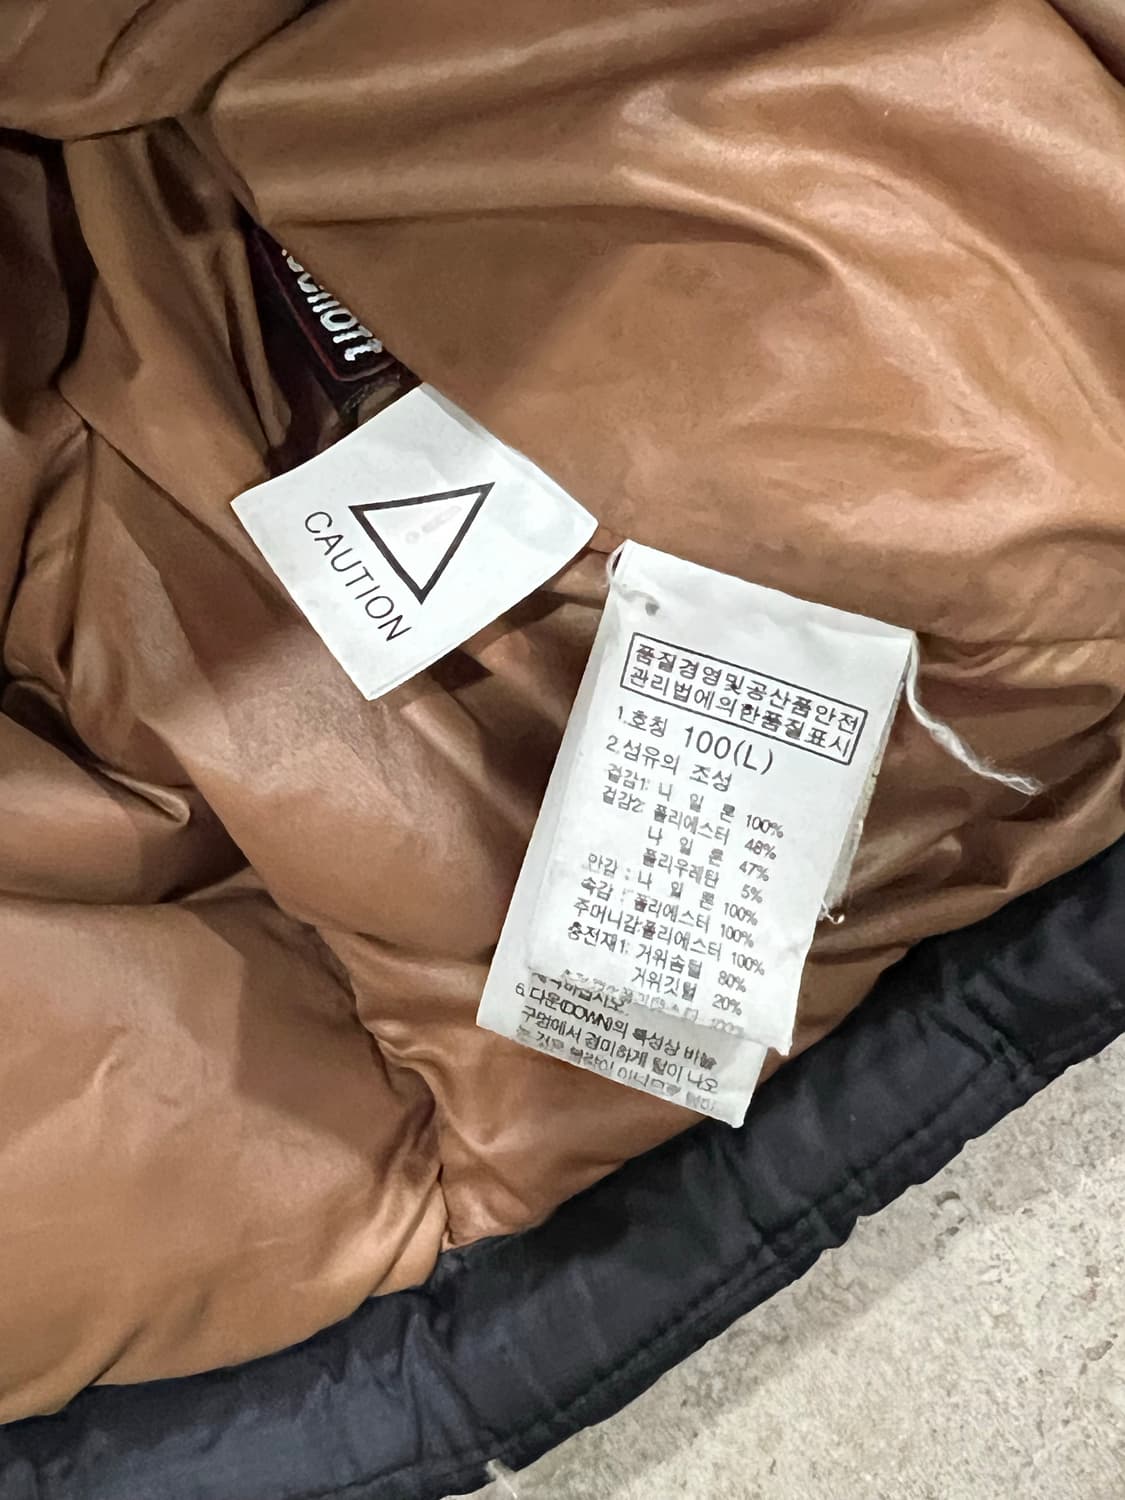 CAUTION
품질경영및공산품안전
관리법에의한품질표시
1.호칭 100(L)
2.섬유의 조성
겉감1: 나 일 론 100%
겉감2: 폴리에스터 48%
나 일 론 47%
폴리우레탄 5%
안감 : 나 일 론 100%
속감 : 폴리에스터 100%
주머니감:폴리에스터 100%
충전재1: 거위솜털 80%
거위깃털 20%
6.다운(DOWN)의 특성상 바늘
구멍에서 경미하게 털이 나오
는 것은